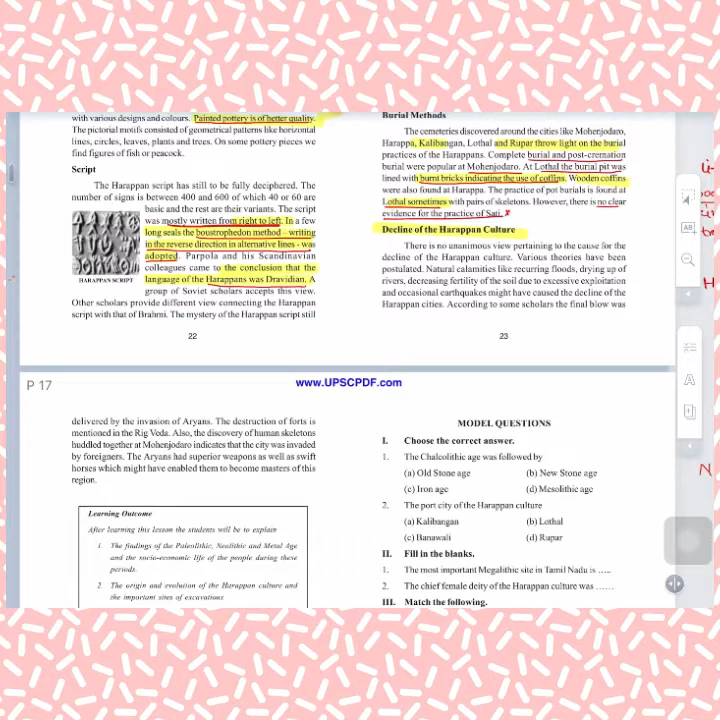 with various designs and colours. Painted pottery is of better quality.
The pictorial motifs consisted of geometrical patterns like horizontal
lines, circles, leaves, plants and trees. On some pottery pieces we
find figures of fish or peacock.
Script
The Harappan script has still to be fully deciphered. The
number of signs is between 400 and 600 of which 40 or 60 are
basic and the rest are their variants. The script
was mostly written from right to left. In a few
long seals the boustrophedon method – writing
in the reverse direction in alternative lines - was
adopted. Parpola and his Scandinavian
colleagues came to the conclusion that the
language of the Harappans was Dravidian. A
group of Soviet scholars accepts this view.
HARAPPAN SCRIPT
Other scholars provide different view connecting the Harappan
script with that of Brahmi. The mystery of the Harappan script still
22
Burial Methods
The cemeteries discovered around the cities like Mohenjodaro,
Harappa, Kalibangan, Lothal and Rupar throw light on the burial
practices of the Harappans. Complete burial and post-cremation
burial were popular at Mohenjodaro. At Lothal the burial pit was
lined with burnt bricks indicating the use of coffins. Wooden coffins
were also found at Harappa. The practice of pot burials is found at
Lothal sometimes with pairs of skeletons. However, there is no clear
evidence for the practice of Sati.
Decline of the Harappan Culture
There is no unanimous view pertaining to the cause for the
decline of the Harappan culture. Various theories have been
postulated. Natural calamities like recurring floods, drying up of
rivers, decreasing fertility of the soil due to excessive exploitation
and occasional earthquakes might have caused the decline of the
Harappan cities. According to some scholars the final blow was
23
P 17
www.UPSCPDF.com
delivered by the invasion of Aryans. The destruction of forts is
mentioned in the Rig Veda. Also, the discovery of human skeletons
huddled together at Mohenjodaro indicates that the city was invaded
by foreigners. The Aryans had superior weapons as well as swift
horses which might have enabled them to become masters of this
region.
Learning Outcome
After learning this lesson the students will be to explain
1. The findings of the Paleolithic, Neolithic and Metal Age
and the socio-economic life of the people during these
periods.
2. The origin and evolution of the Harappan culture and
the important sites of excavations
MODEL QUESTIONS
I. Choose the correct answer.
1. The Chalcolithic age was followed by
(a) Old Stone age (b) New Stone age
(c) Iron age (d) Mesolithic age
2. The port city of the Harappan culture
(a) Kalibangan (b) Lothal
(c) Banawali (d) Rupar
II. Fill in the blanks.
1. The most important Megalithic site in Tamil Nadu is .....
2. The chief female deity of the Harappan culture was ......
III. Match the following.